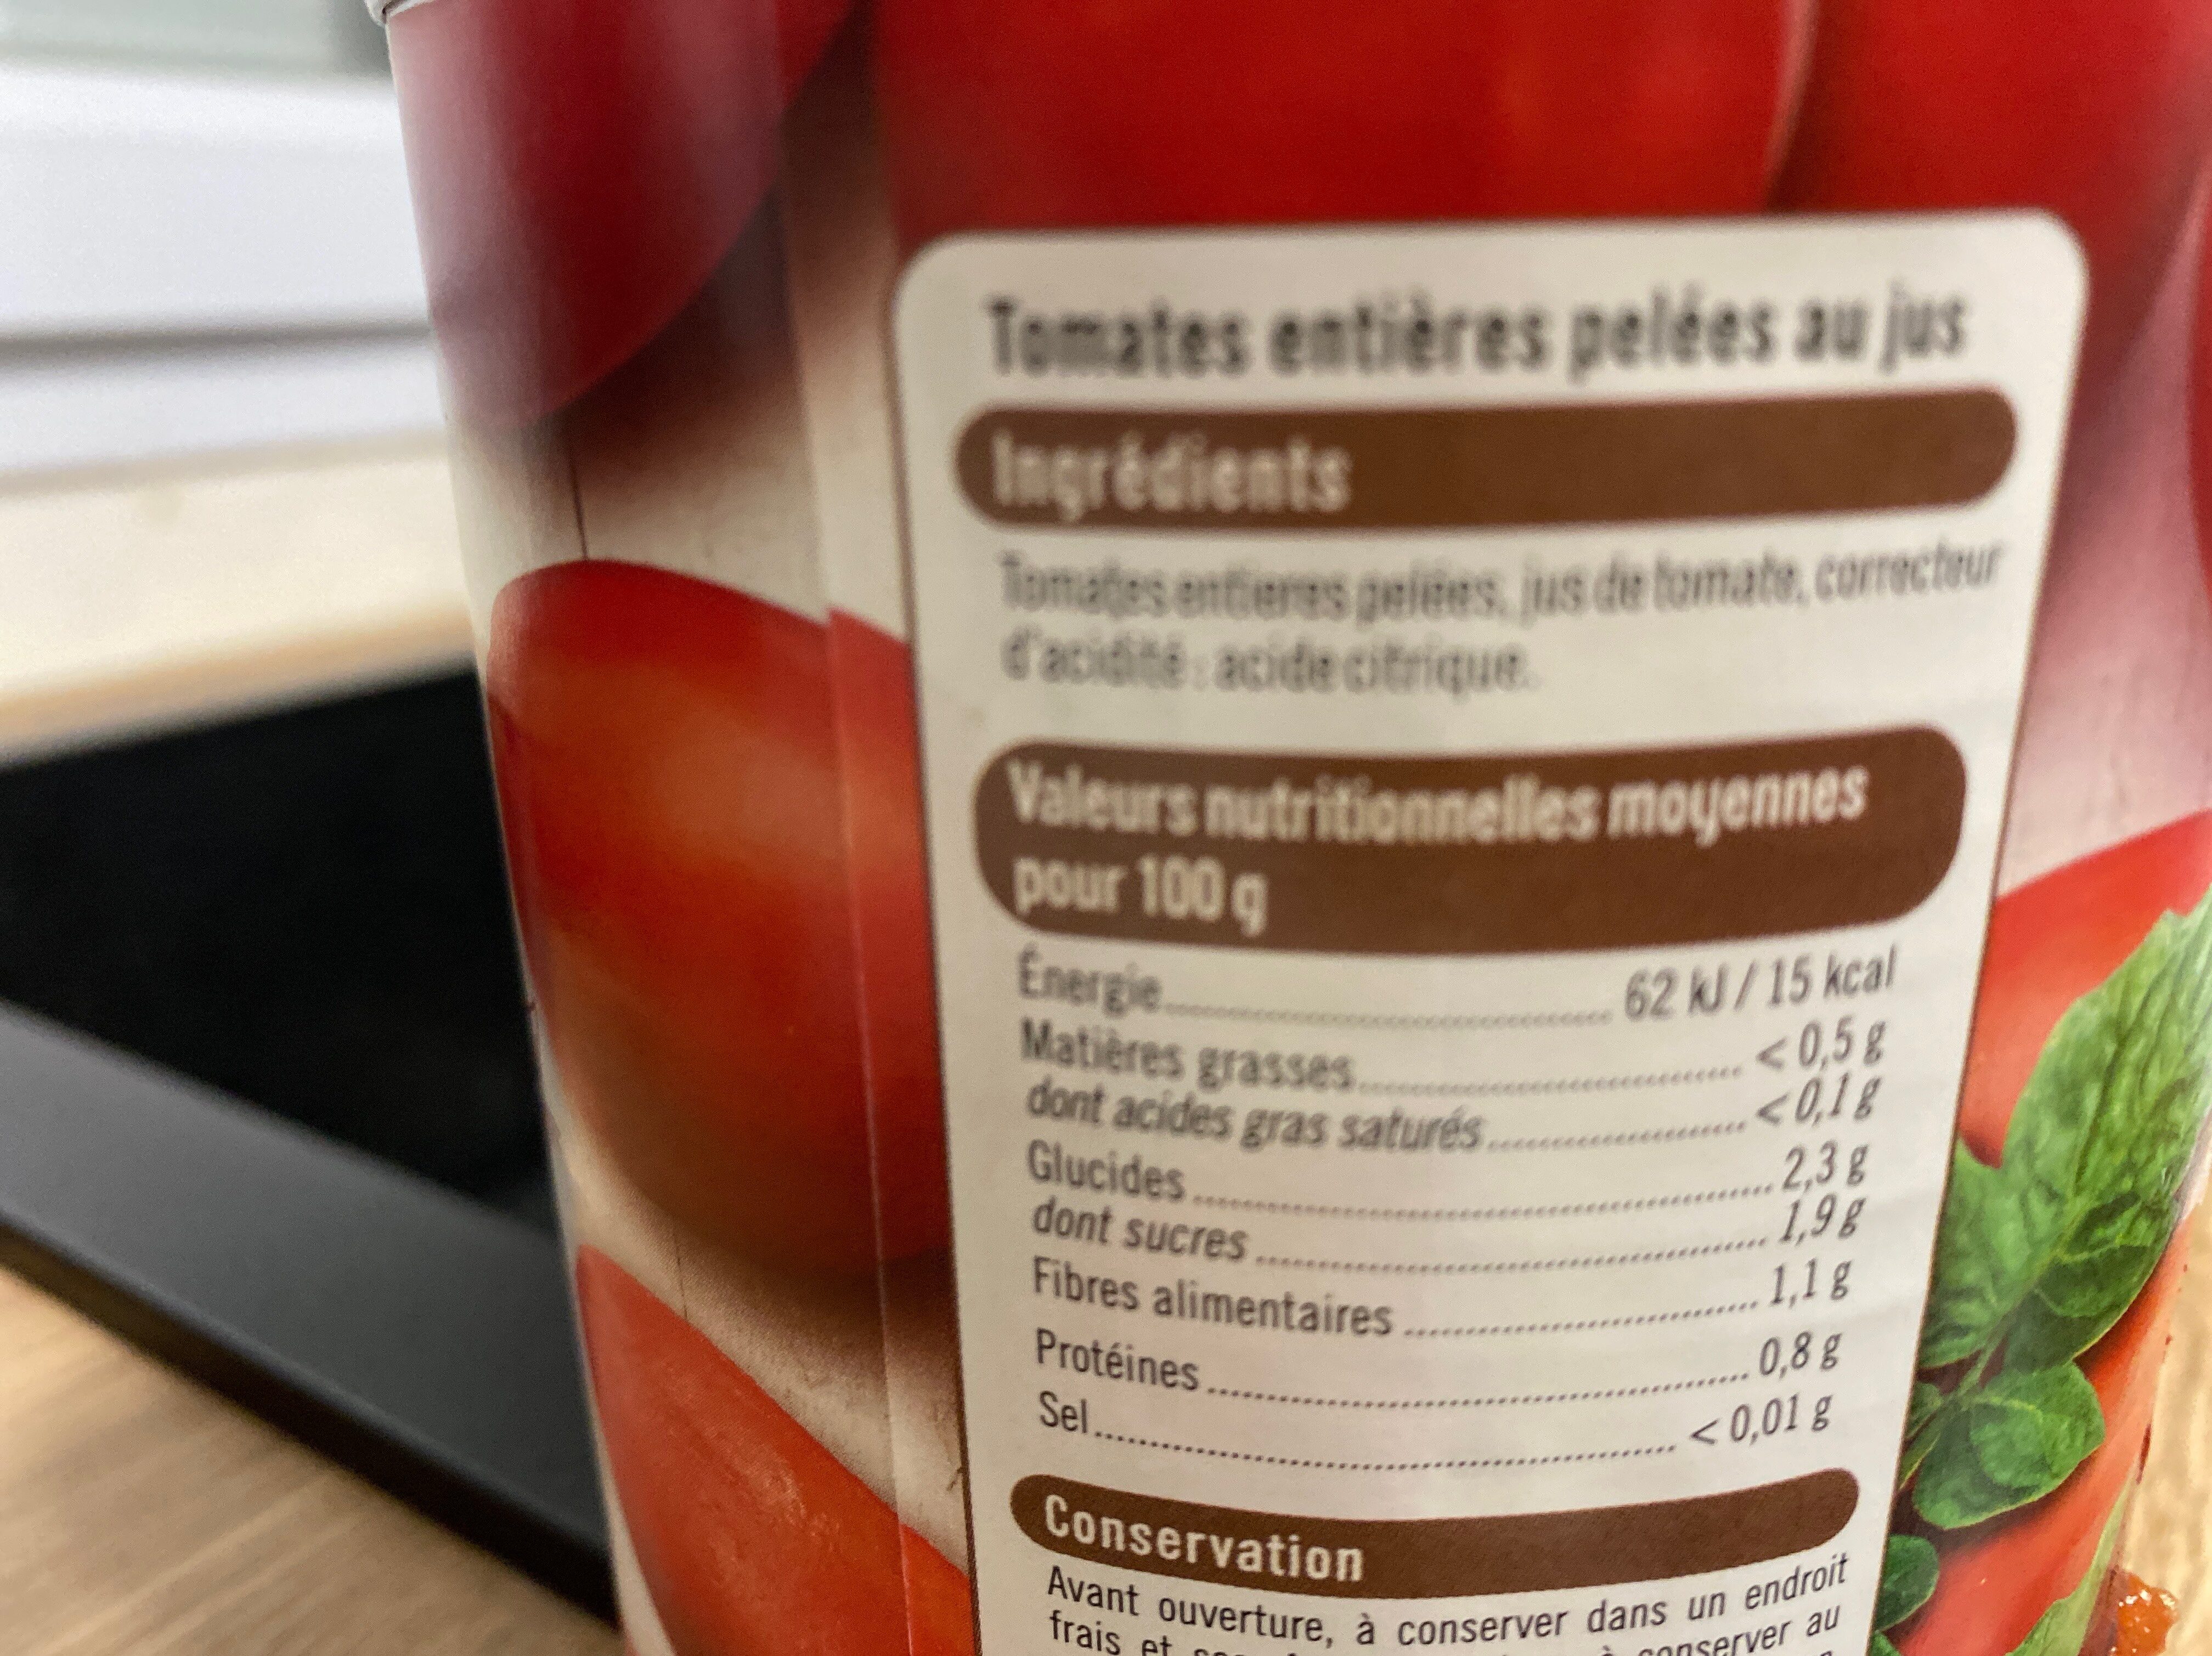 Tomates entières pelées au jus
Ingrédients
Tomates entières pelées, jus de tomate, correcteur
d'acidité : acide citrique.
Valeurs nutritionnelles moyennes
pour 100 g
Énergie 62 kJ / 15 kcal
Matières grasses < 0,5 g
dont acides gras saturés < 0,1 g
Glucides 2,3 g
dont sucres 1,9 g
Fibres alimentaires 1,1 g
Protéines 0,8 g
Sel < 0,01 g
Conservation
Avant ouverture, à conserver dans un endroit
frais et à conserver au